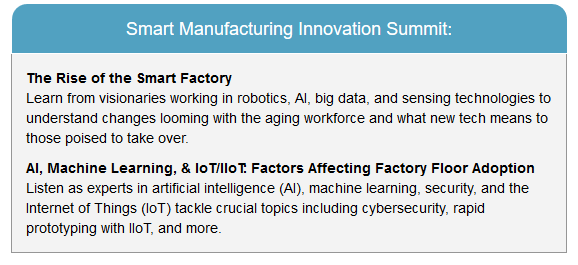 Smart Manufacturing Innovation Summit:
The Rise of the Smart Factory
Learn from visionaries working in robotics, AI, big data, and sensing technologies to
understand changes looming with the aging workforce and what new tech means to
those poised to take over.
AI, Machine Learning, & IoT/IIoT: Factors Affecting Factory Floor Adoption
Listen as experts in artificial intelligence (AI), machine learning, security, and the
Internet of Things (IoT) tackle crucial topics including cybersecurity, rapid
prototyping with IIoT, and more.